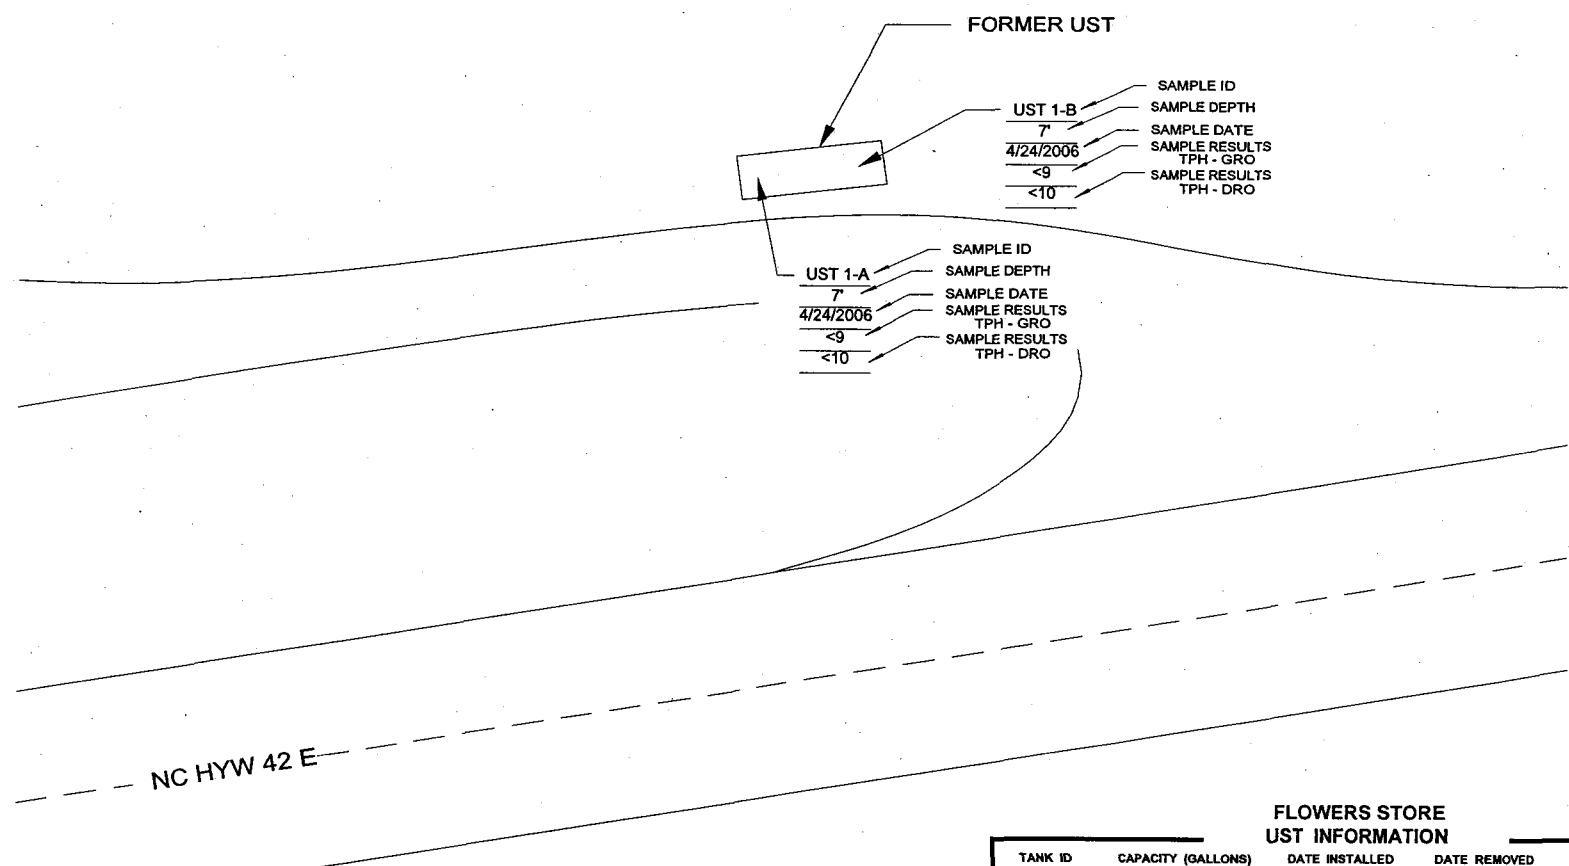 FORMER UST
UST 1-B
7'
4/24/2006
<9
<10
SAMPLE ID
SAMPLE DEPTH
SAMPLE DATE
SAMPLE RESULTS
TPH - GRO
SAMPLE RESULTS
TPH - DRO
UST 1-A
7'
4/24/2006
<9
<10
SAMPLE ID
SAMPLE DEPTH
SAMPLE DATE
SAMPLE RESULTS
TPH - GRO
SAMPLE RESULTS
TPH - DRO
NC HYW 42 E
FLOWERS STORE
UST INFORMATION
TANK ID CAPACITY (GALLONS) DATE INSTALLED DATE REMOVED